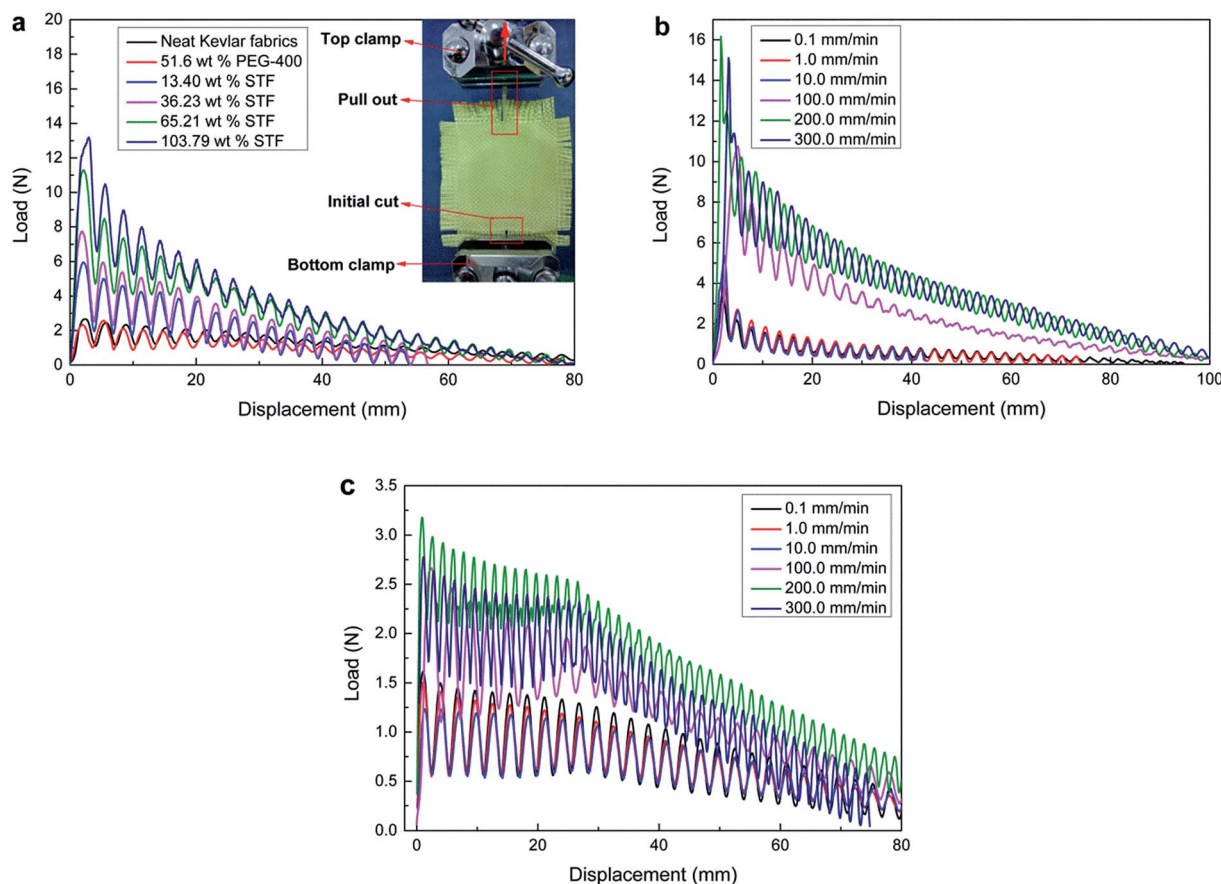 a
Neat Kevlar fabrics
51.6 wt % PEG-400
13.40 wt % STF
36.23 wt % STF
65.21 wt % STF
103.79 wt % STF
Top clamp
Pull out
Initial cut
Bottom clamp
20
18
16
14
12
10
8
6
4
2
0
Load (N)
0 10 20 30 40 50 60 70 80
Displacement (mm)
b
0.1 mm/min
1.0 mm/min
10.0 mm/min
100.0 mm/min
200.0 mm/min
300.0 mm/min
16
14
12
10
8
6
4
2
0
Load (N)
0 20 40 60 80 100
Displacement (mm)
c
0.1 mm/min
1.0 mm/min
10.0 mm/min
100.0 mm/min
200.0 mm/min
300.0 mm/min
3.5
3.0
2.5
2.0
1.5
1.0
0.5
0.0
Load (N)
0 20 40 60 80
Displacement (mm)